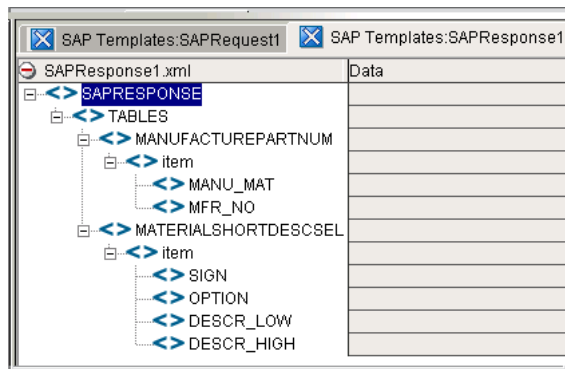 SAP Templates:SAPRequest1 SAP Templates:SAPResponse1
SAPResponse1.xml Data
SAPRESPONSE
TABLES
MANUFACTUREPARTNUM
item
MANU_MAT
MFR_NO
MATERIALSHORTDESCSEL
item
SIGN
OPTION
DESCR_LOW
DESCR_HIGH